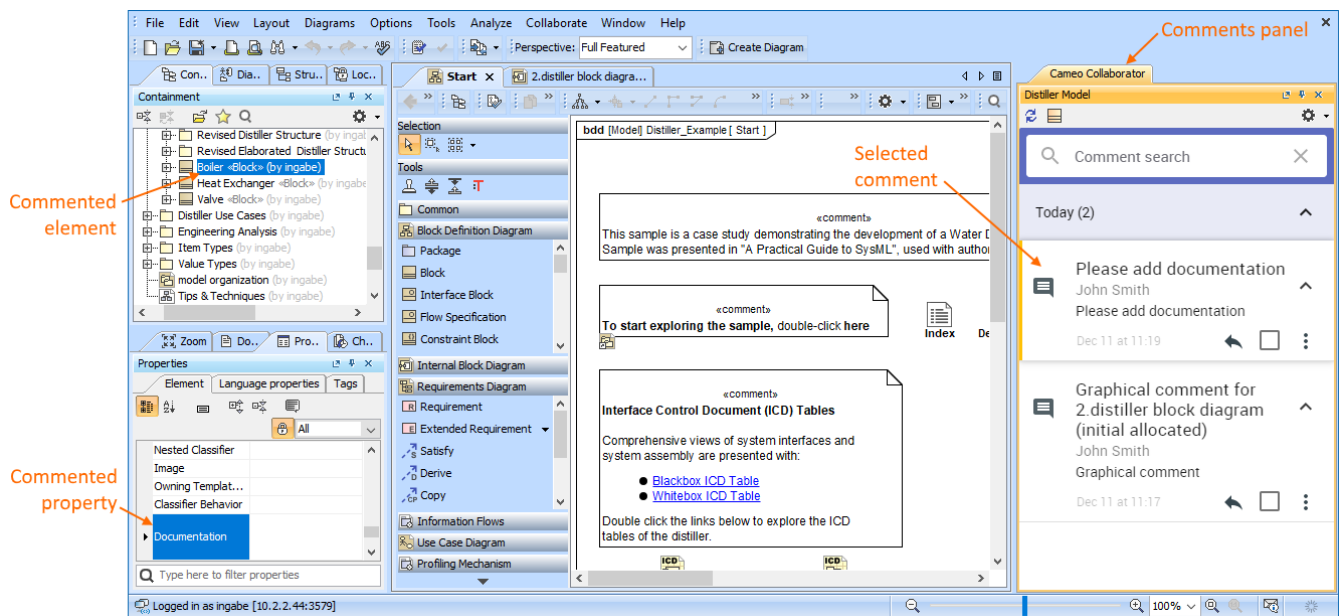 File Edit View Layout Diagrams Options Tools Analyze Collaborate Window Help
Comments panel
Perspective: Full Featured
Create Diagram
Con.. Dia.. Stru.. Loc..
Containment
Revised Distiller Structure (by ingab
Revised Elaborated Distiller Structu
Boiler «Block» (by ingabe)
Heat Exchanger «Block» (by ingabe
Valve «Block» (by ingabe)
Distiller Use Cases (by ingabe)
Engineering Analysis (by ingabe)
Item Types (by ingabe)
Value Types (by ingabe)
model organization (by ingabe)
Tips & Techniques (by ingabe)
Commented
element
Zoom Do.. Pro.. Ch..
Properties
Element Language properties Tags
All
Nested Classifier
Image
Owning Templat...
Classifier Behavior
Documentation
Commented
property
Type here to filter properties
Start 2.distiller block diagra...
Selection
Tools
Common
Block Definition Diagram
Package
Block
Interface Block
Flow Specification
Constraint Block
Internal Block Diagram
Requirements Diagram
Requirement
Extended Requirement
Satisfy
Derive
Copy
Information Flows
Use Case Diagram
Profiling Mechanism
bdd [Model] Distiller_Example [ Start ]
«comment»
This sample is a case study demonstrating the development of a Water D
Sample was presented in "A Practical Guide to SysML", used with author
«comment»
To start exploring the sample, double-click here
Index
De
«comment»
Interface Control Document (ICD) Tables
Comprehensive views of system interfaces and
system assembly are presented with:
Blackbox ICD Table
Whitebox ICD Table
Double click the links below to explore the ICD
tables of the distiller.
ICD ICD
Selected
comment
Cameo Collaborator
Distiller Model
Comment search
Today (2)
Please add documentation
John Smith
Please add documentation
Dec 11 at 11:19
Graphical comment for
2.distiller block diagram
(initial allocated)
John Smith
Graphical comment
Dec 11 at 11:17
Logged in as ingabe [10.2.2.44:3579]
100%